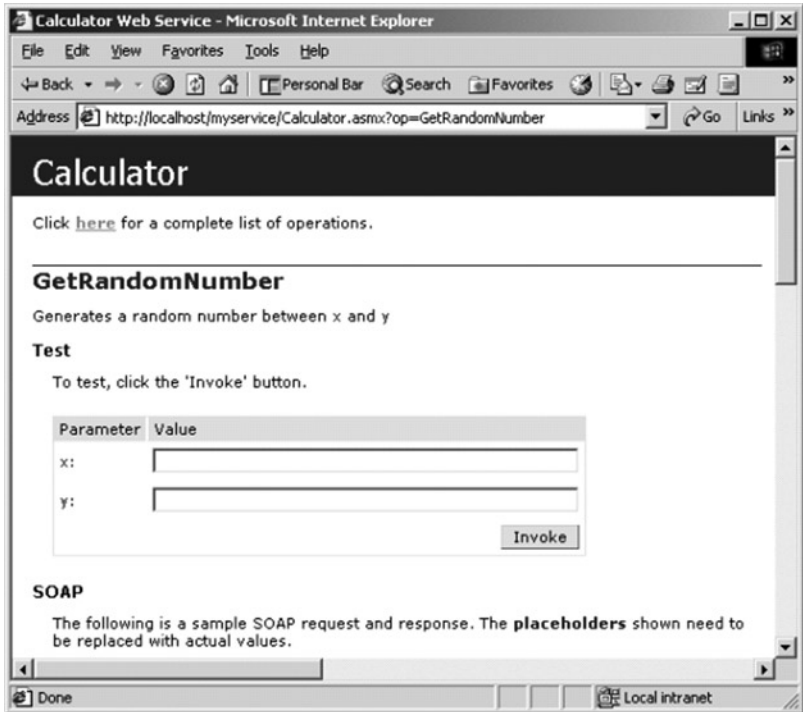 Calculator Web Service - Microsoft Internet Explorer
File Edit View Favorites Tools Help
Back Personal Bar Search Favorites »
Address http://localhost/myservice/Calculator.asmx?op=GetRandomNumber Go Links »
Calculator
Click here for a complete list of operations.
GetRandomNumber
Generates a random number between x and y
Test
To test, click the 'Invoke' button.
Parameter Value
x:
y:
Invoke
SOAP
The following is a sample SOAP request and response. The placeholders shown need to
be replaced with actual values.
Done Local intranet